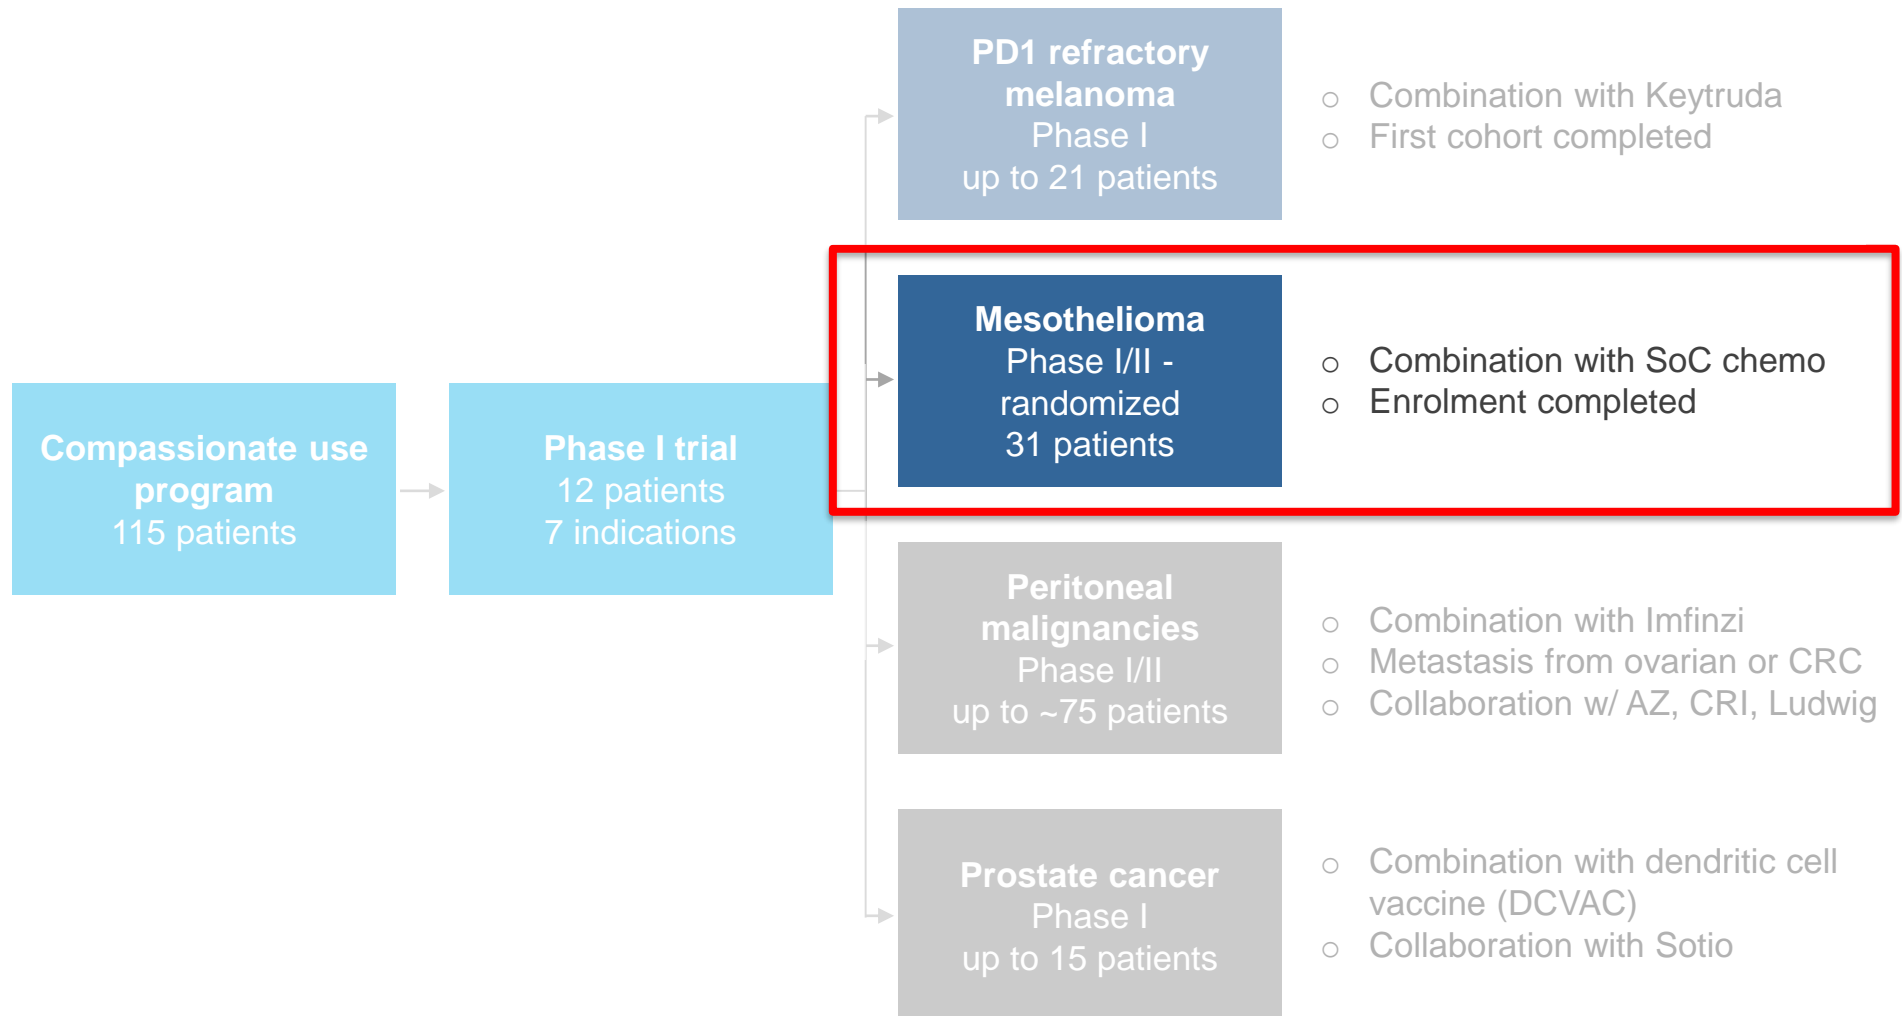 Compassionate use
program
115 patients
Phase I trial
12 patients
7 indications
PD1 refractory
melanoma
Phase I
up to 21 patients
o Combination with Keytruda
o First cohort completed
Mesothelioma
Phase I/II -
randomized
31 patients
o Combination with SoC chemo
o Enrolment completed
Peritoneal
malignancies
Phase I/II
up to ~75 patients
o Combination with Imfinzi
o Metastasis from ovarian or CRC
o Collaboration w/ AZ, CRI, Ludwig
Prostate cancer
Phase I
up to 15 patients
o Combination with dendritic cell
vaccine (DCVAC)
o Collaboration with Sotio